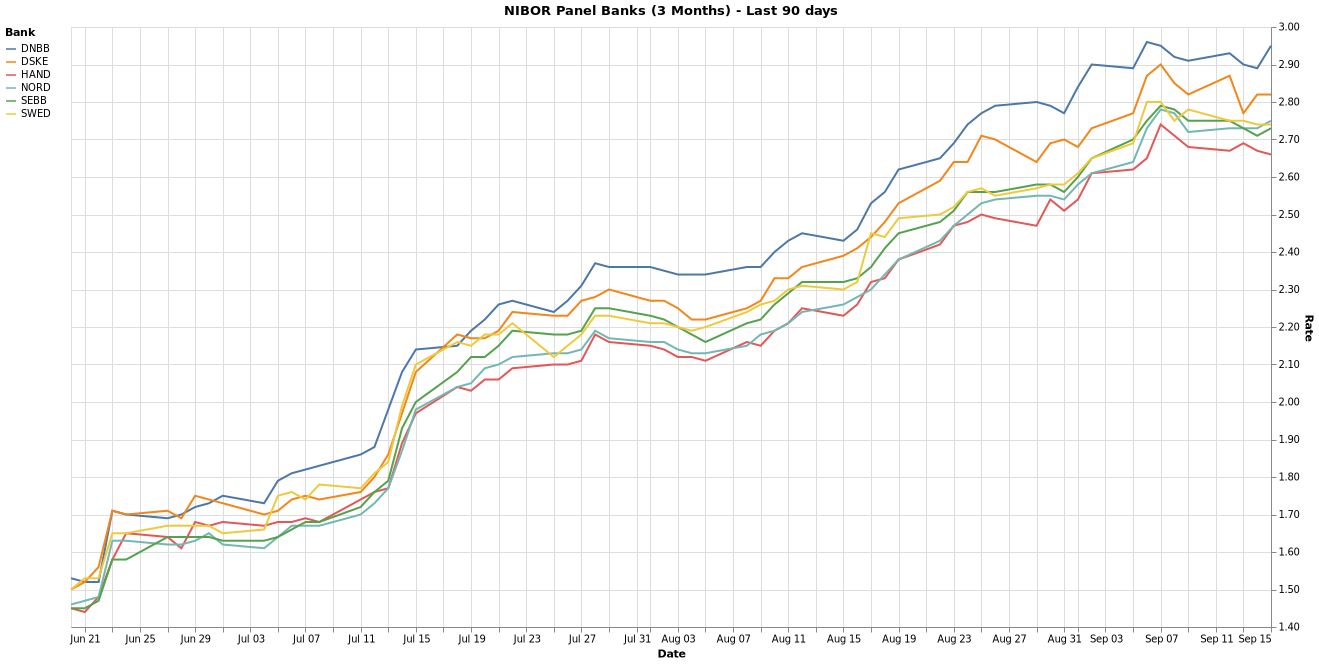 NIBOR Panel Banks (3 Months) - Last 90 days
Bank
DNBB
DSKE
HAND
NORD
SEBB
SWED
3.00
2.90
2.80
2.70
2.60
2.50
2.40
2.30
2.20
2.10
2.00
1.90
1.80
1.70
1.60
1.50
1.40
Rate
Jun 21 Jun 25 Jun 29 Jul 03 Jul 07 Jul 11 Jul 15 Jul 19 Jul 23 Jul 27 Jul 31 Aug 03 Aug 07 Aug 11 Aug 15 Aug 19 Aug 23 Aug 27 Aug 31 Sep 03 Sep 07 Sep 11 Sep 15
Date